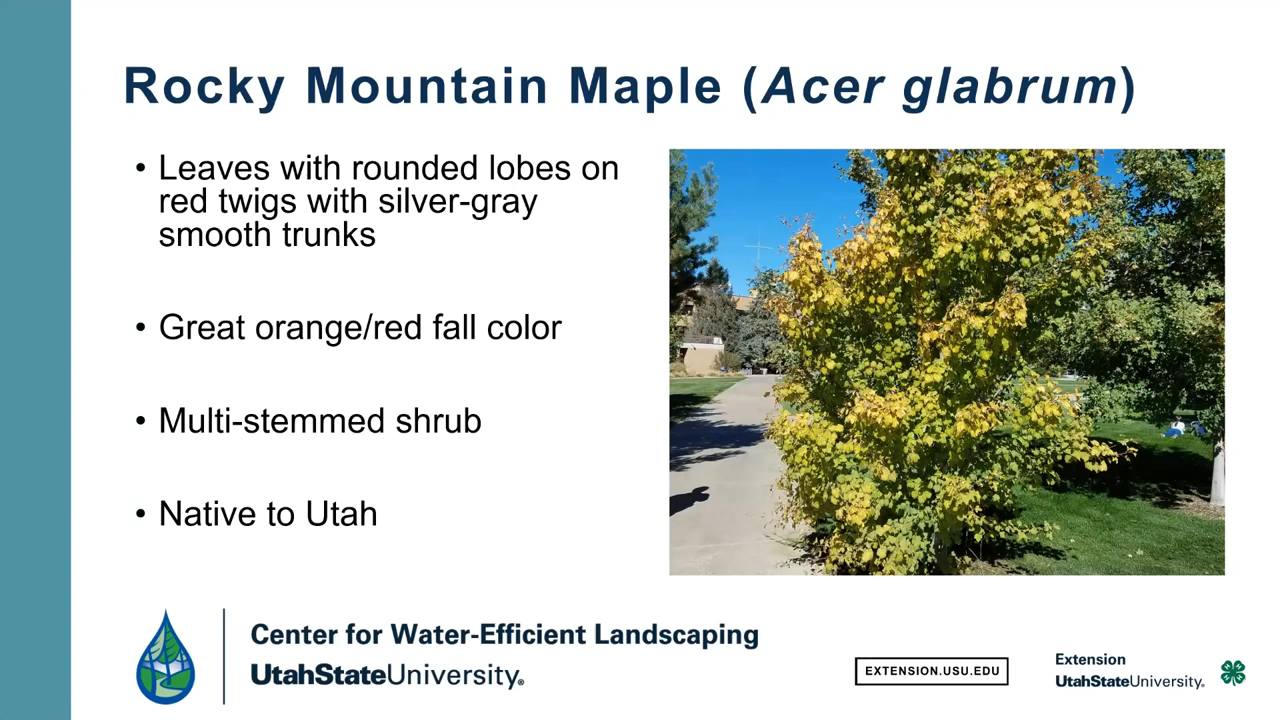 Rocky Mountain Maple (Acer glabrum)
• Leaves with rounded lobes on
red twigs with silver-gray
smooth trunks
• Great orange/red fall color
• Multi-stemmed shrub
• Native to Utah
Center for Water-Efficient Landscaping
UtahStateUniversity®
EXTENSION.USU.EDU
Extension
UtahStateUniversity®